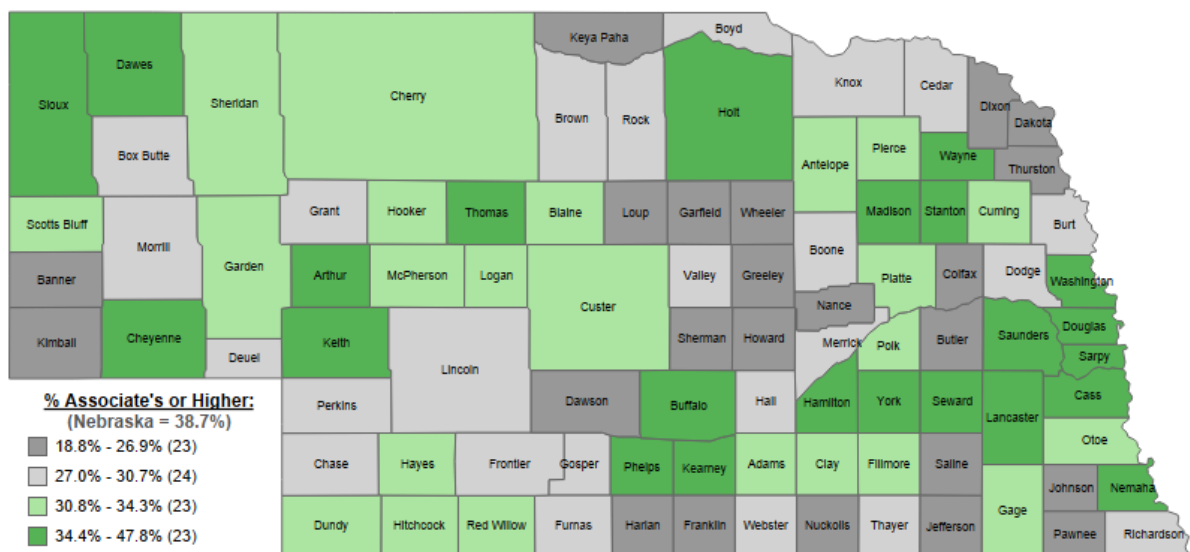 Keya Paha
Boyd
Dawes
Sioux
Sheridan
Cherry
Holt
Knox
Cedar
Dixon
Dakota
Brown
Rock
Box Butte
Antelope
Pierce
Wayne
Thurston
Scotts Bluff
Grant
Hooker
Thomas
Blaine
Loup
Garfield
Wheeler
Madison
Stanton
Cuming
Burt
Morrill
Garden
Boone
Banner
Arthur
McPherson
Logan
Custer
Valley
Greeley
Platte
Colfax
Dodge
Washington
Nance
Kimball
Cheyenne
Deuel
Keith
Lincoln
Sherman
Howard
Merrick
Polk
Butler
Saunders
Douglas
Sarpy
Perkins
Dawson
Buffalo
Hall
Hamilton
York
Seward
Lancaster
Cass
Otoe
Chase
Hayes
Frontier
Gosper
Phelps
Kearney
Adams
Clay
Fillmore
Saline
Johnson
Nemaha
Dundy
Hitchcock
Red Willow
Furnas
Harlan
Franklin
Webster
Nuckolls
Thayer
Jefferson
Gage
Pawnee
Richardson
% Associate's or Higher:
(Nebraska = 38.7%)
18.8% - 26.9% (23)
27.0% - 30.7% (24)
30.8% - 34.3% (23)
34.4% - 47.8% (23)